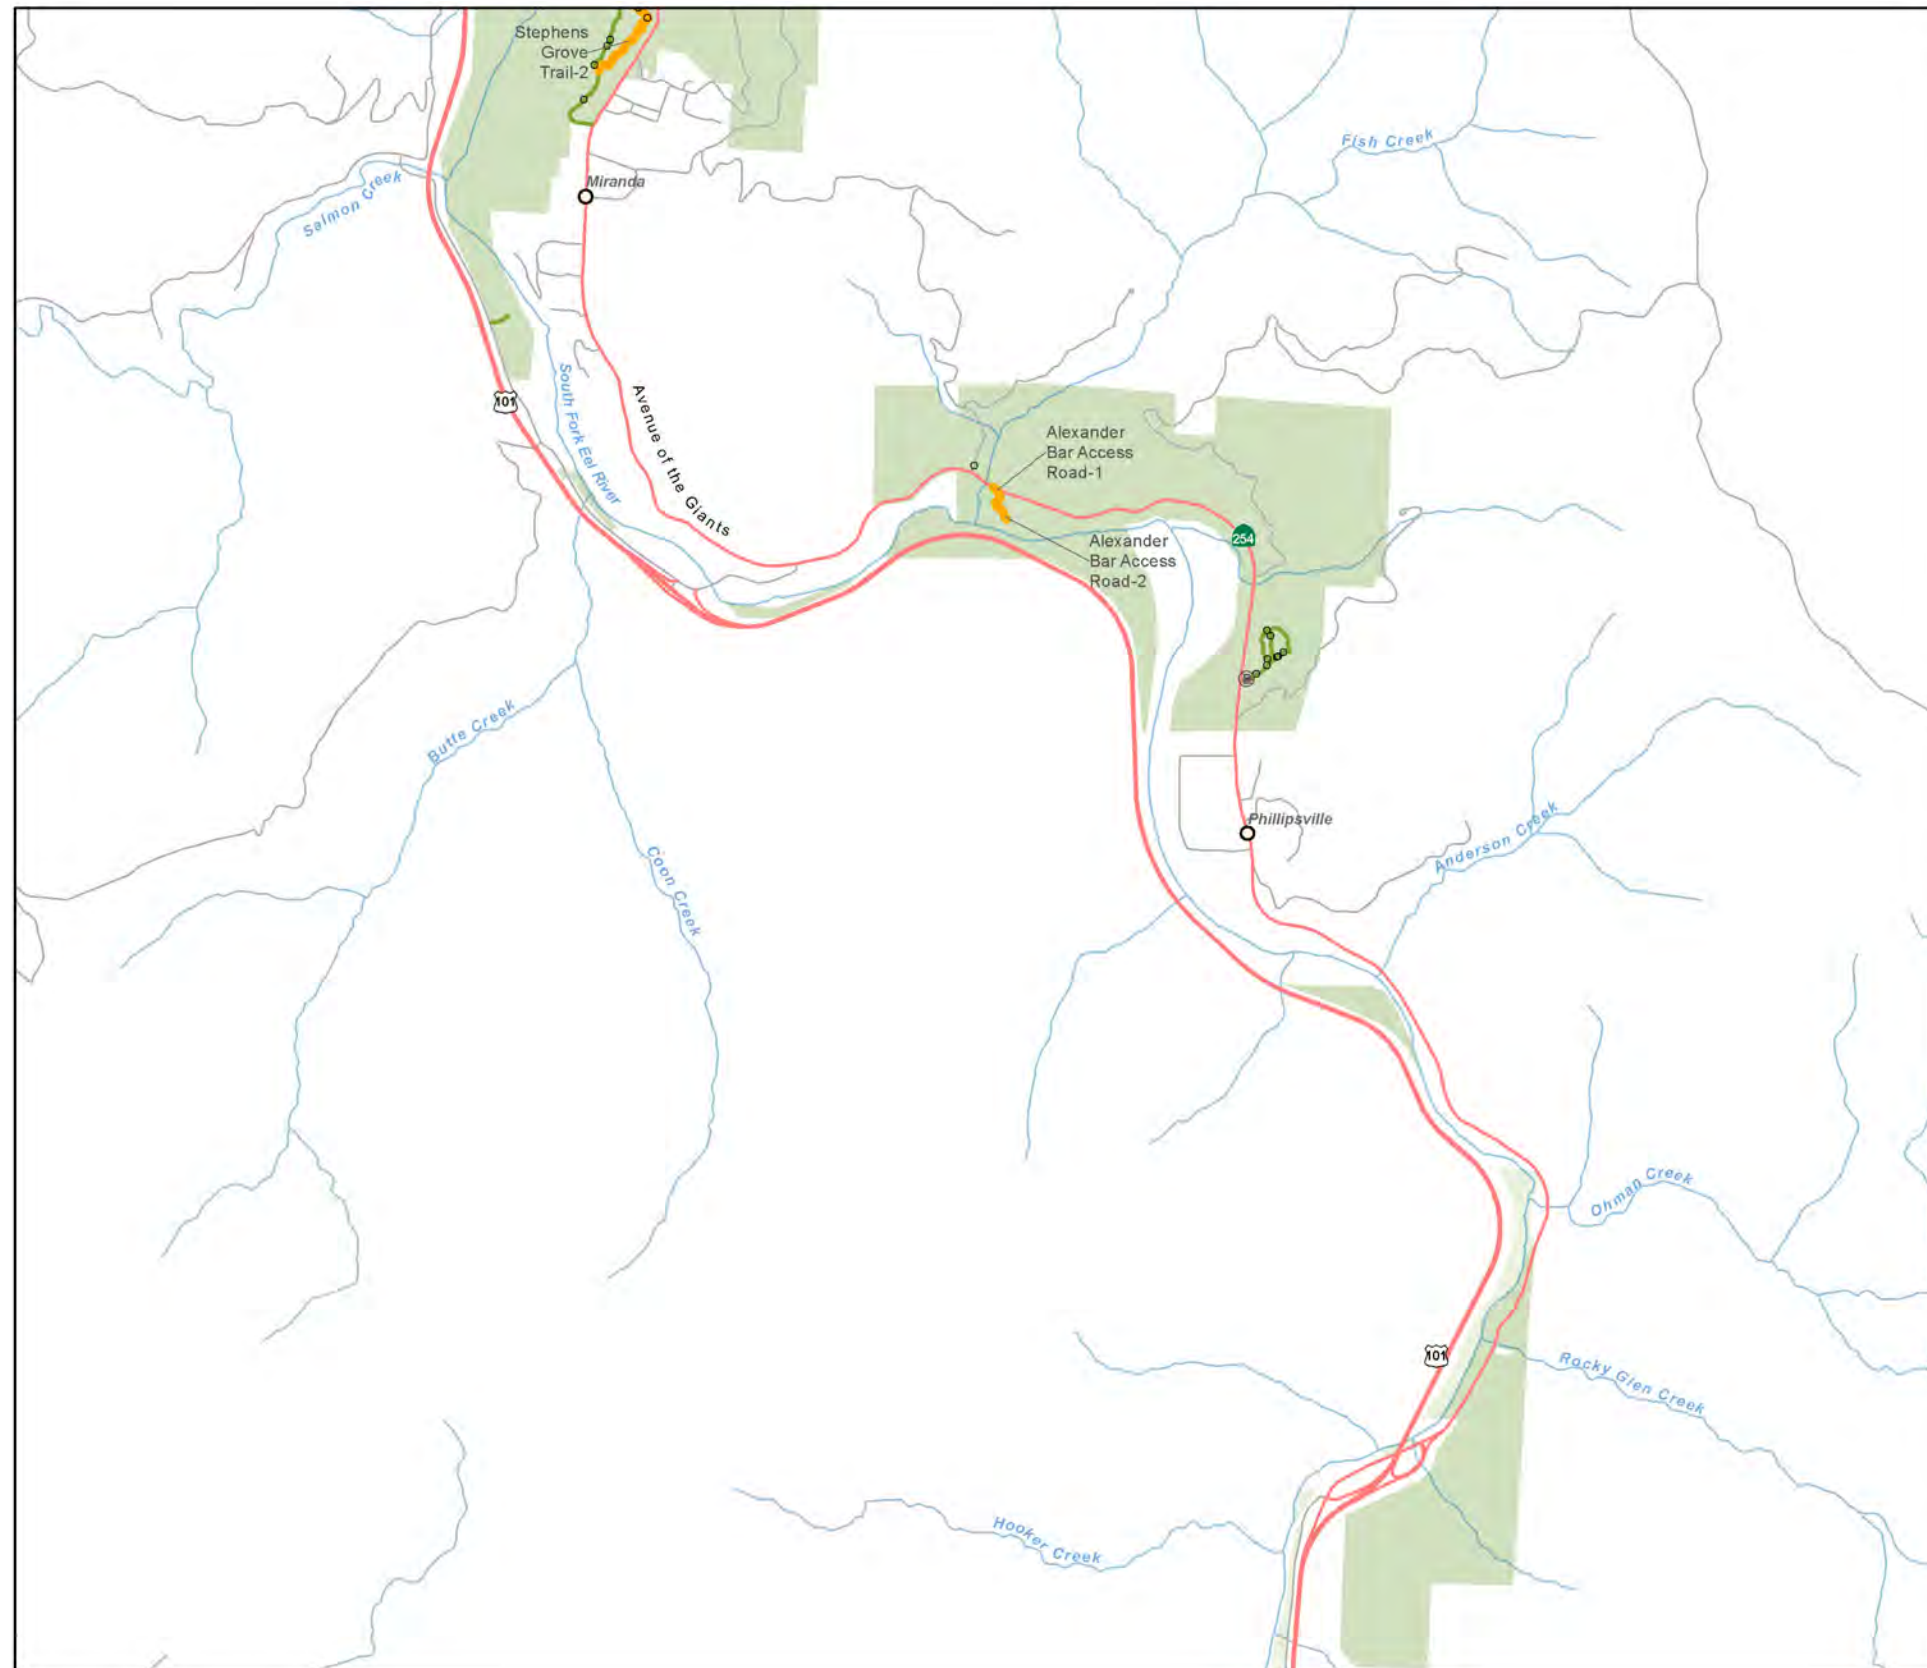 Stephens
Grove
Trail-2
Fish Creek
Miranda
Salmon Creek
101
South Fork Eel River
Avenue of the Giants
Alexander
Bar Access
Road-1
254
Alexander
Bar Access
Road-2
Butte Creek
Phillipsville
Anderson Creek
Coon Creek
Ohman Creek
101
Rocky Glen Creek
Hooker Creek